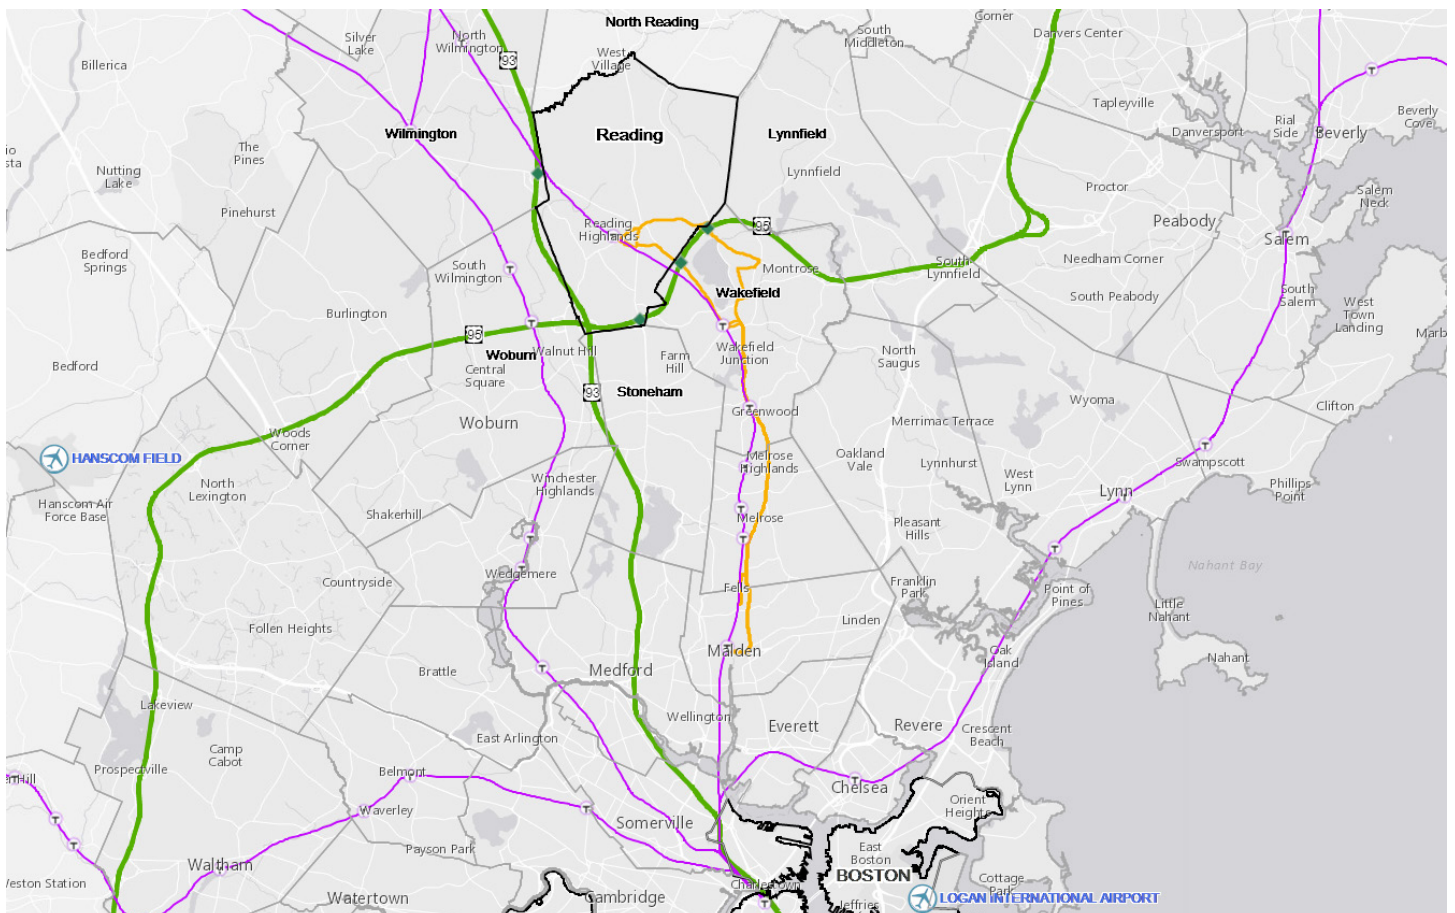 North Reading
Corner
South
Middleton
Danvers Center
Silver
Lake
North
Wilmington
West
Village
Billerica
93
Tapleyville
Beverly
Cove
Wilmington
Reading
Lynnfield
Danversport
Rial
Side
Beverly
The
Pines
Nutting
Lake
Lynnfield
Proctor
Salem
Neck
Pinehurst
Peabody
Reading
Highlands
95
Salem
Bedford
Springs
South
Wilmington
Montrose
South
Lynnfield
Needham Corner
Wakefield
South Peabody
South
Salem
West
Town
Landing
Burlington
95
Marb
Woburn
Walnut Hill
Wakefield
Junction
North
Saugus
Farm
Hill
Bedford
Central
Square
93
Stoneham
Wyoma
Clifton
Greenwood
Woburn
Merrimac Terrace
Woods
Corner
HANSCOM FIELD
Melrose
Highlands
Oakland
Vale
Lynnhurst
Swampscott
West
Lynn
North
Lexington
Winchester
Highlands
Phillips
Point
Lynn
Hanscom Air
Force Base
Shakerhill
Melrose
Pleasant
Hills
Nahant Bay
Wedgemere
Countryside
Fells
Franklin
Park
Point of
Pines
Little
Nahant
Linden
Follen Heights
Oak
Island
Malden
Nahant
Brattle
Medford
Lakeview
Wellington
Everett
Revere
Crescent
Beach
East Arlington
Camp
Cabot
Prospectville
Belmont
Chelsea
Orient
Heights
Waverley
Somerville
Payson Park
East
Boston
Waltham
BOSTON
Weston Station
Charlestown
Cottage
Park
Watertown
Cambridge
Jeffries
LOGAN INTERNATIONAL AIRPORT